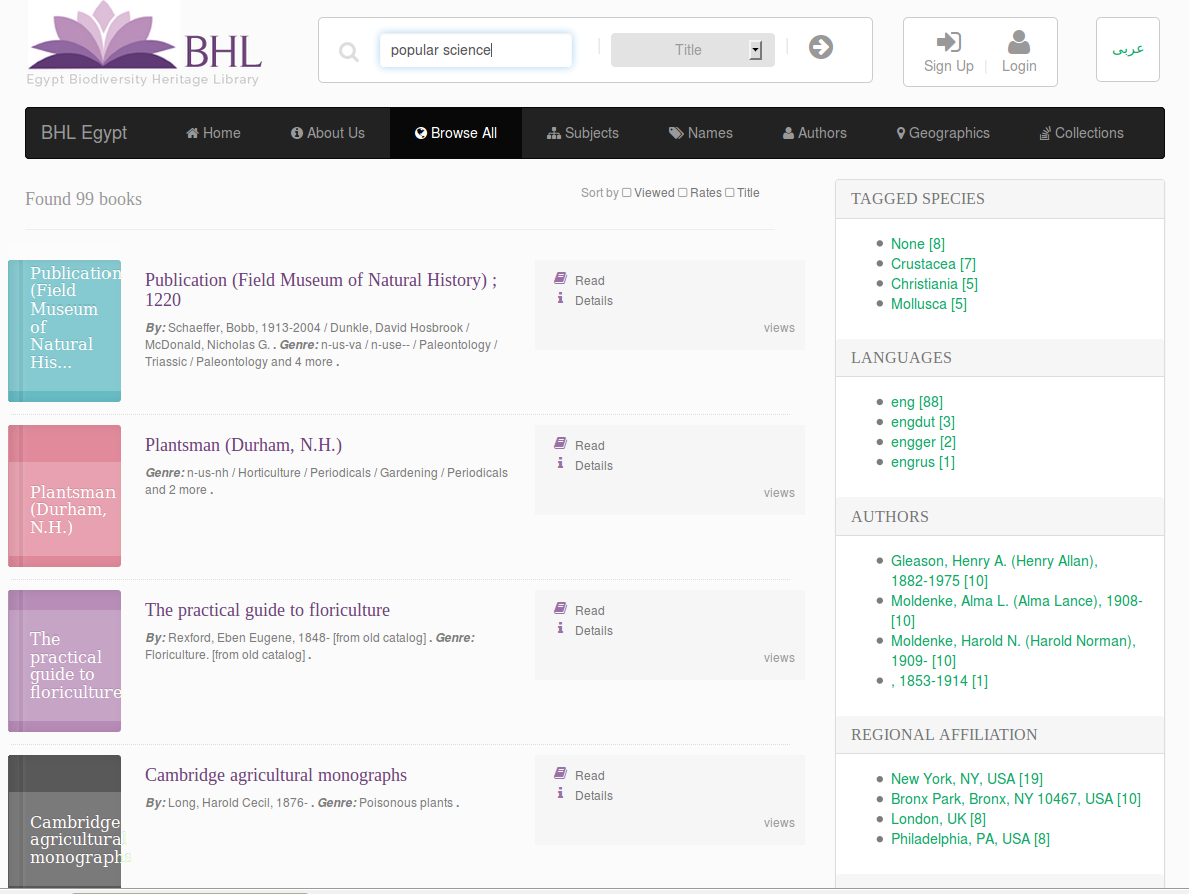 BHL
Egypt Biodiversity Heritage Library
popular science
Title
Sign Up
Login
عربى
BHL Egypt
Home
About Us
Browse All
Subjects
Names
Authors
Geographics
Collections
Found 99 books
Sort by Viewed Rates Title
Publication
(Field
Museum
of
Natural
His...
Publication (Field Museum of Natural History) ;
1220
By: Schaeffer, Bobb, 1913-2004 / Dunkle, David Hosbrook /
McDonald, Nicholas G. . Genre: n-us-va / n-use-- / Paleontology /
Triassic / Paleontology and 4 more .
Read
Details
views
Plantsman
(Durham,
N.H.)
Plantsman (Durham, N.H.)
Genre: n-us-nh / Horticulture / Periodicals / Gardening / Periodicals
and 2 more .
Read
Details
views
The
practical
guide to
floriculture
The practical guide to floriculture
By: Rexford, Eben Eugene, 1848- [from old catalog] . Genre:
Floriculture. [from old catalog] .
Read
Details
views
Cambridge
agricultural
monographs
Cambridge agricultural monographs
By: Long, Harold Cecil, 1876- . Genre: Poisonous plants .
Read
Details
views
TAGGED SPECIES
None [8]
Crustacea [7]
Christiania [5]
Mollusca [5]
LANGUAGES
eng [88]
engdut [3]
engger [2]
engrus [1]
AUTHORS
Gleason, Henry A. (Henry Allan),
1882-1975 [10]
Moldenke, Alma L. (Alma Lance), 1908-
[10]
Moldenke, Harold N. (Harold Norman),
1909- [10]
, 1853-1914 [1]
REGIONAL AFFILIATION
New York, NY, USA [19]
Bronx Park, Bronx, NY 10467, USA [10]
London, UK [8]
Philadelphia, PA, USA [8]